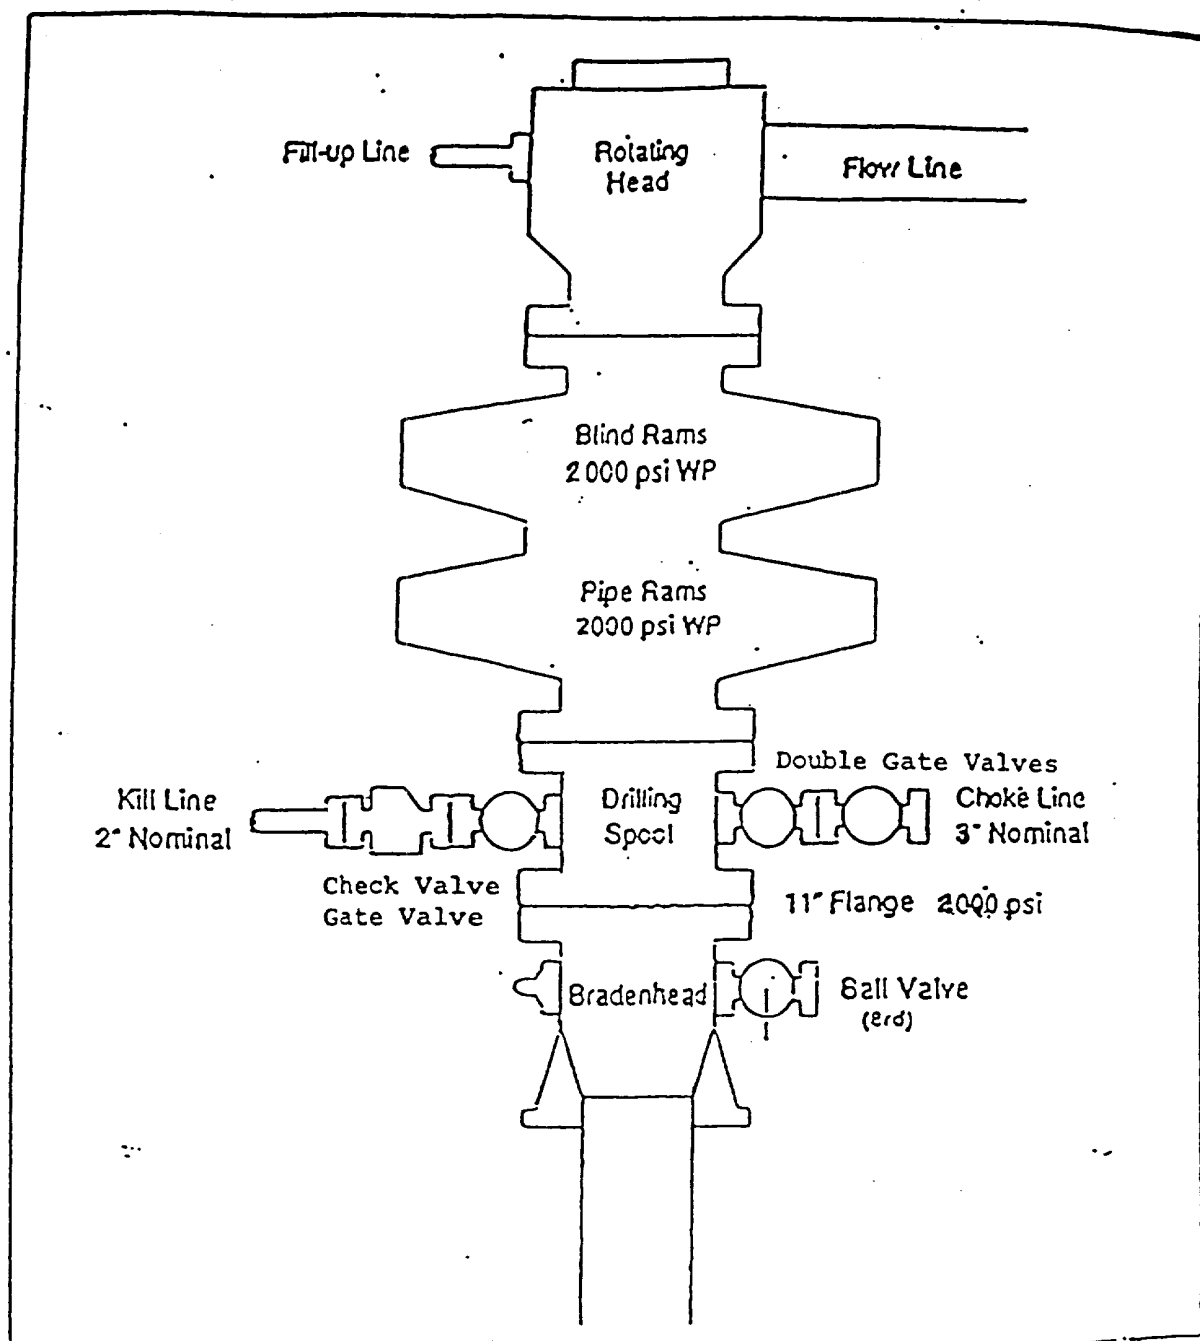 Fill-up Line
Rotating
Head
Flow Line
Blind Rams
2000 psi WP
Pipe Rams
2000 psi WP
Double Gate Valves
Kill Line
2" Nominal
Drilling
Spool
Choke Line
3" Nominal
Check Valve
Gate Valve
11" Flange 2000 psi
Bradenhead
Ball Valve